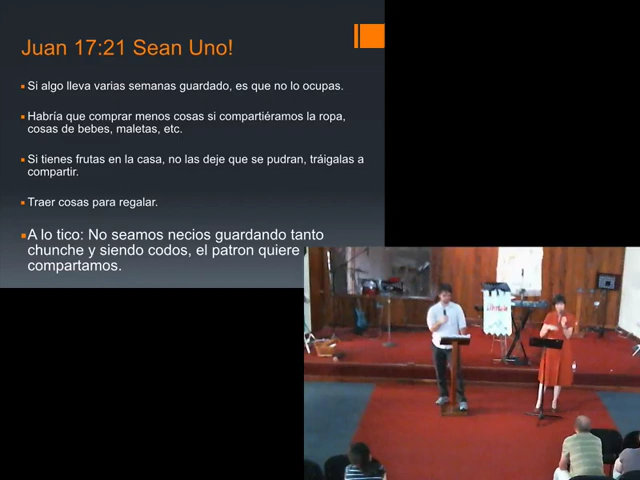 Juan 17:21 Sean Uno!
Si algo lleva varias semanas guardado, es que no lo ocupas.
Habría que comprar menos cosas si compartiéramos la ropa,
cosas de bebes, maletas, etc.
Si tienes frutas en la casa, no las deje que se pudran, tráigalas a
compartir.
Traer cosas para regalar.
A lo tico: No seamos necios guardando tanto
chunche y siendo codos, el patron quiere
compartamos.